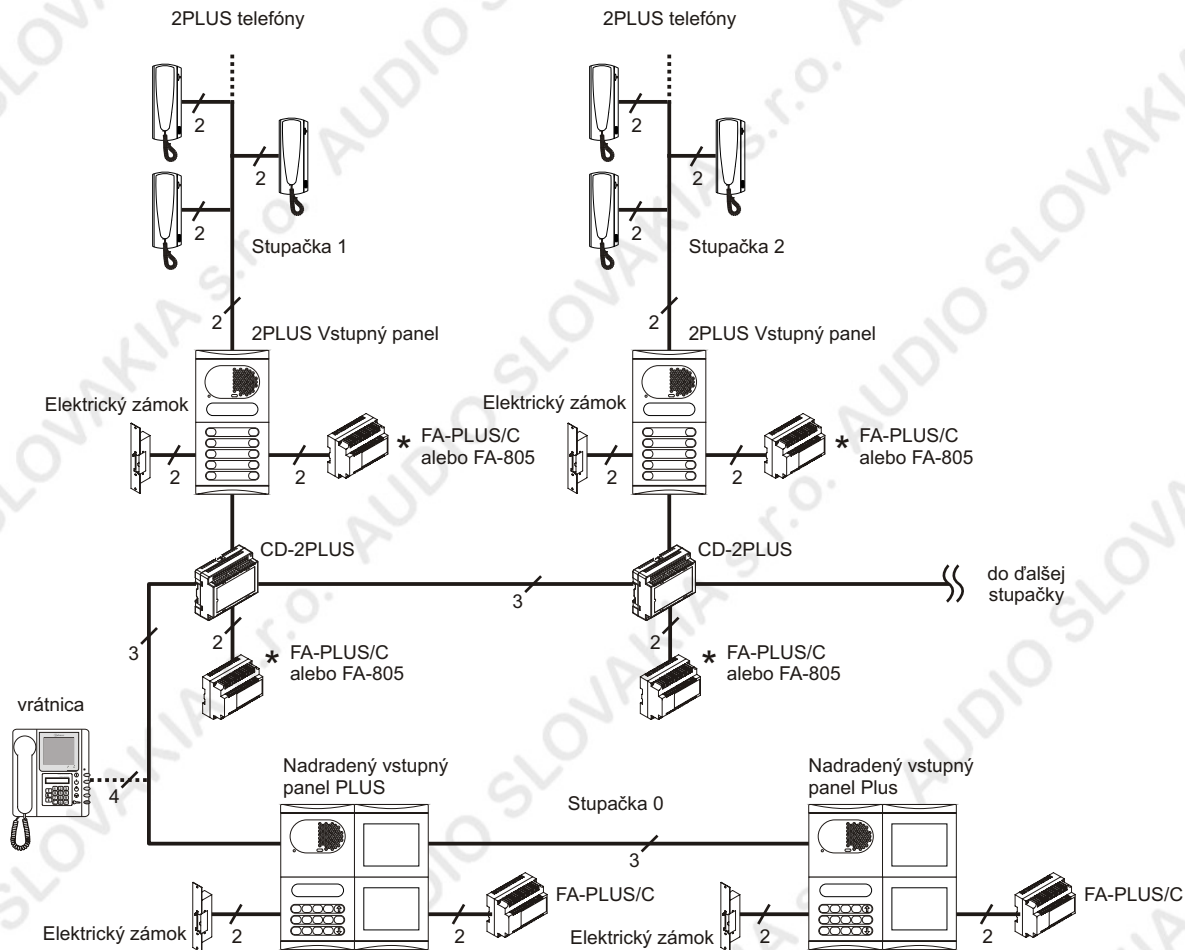 2PLUS telefóny
2PLUS telefóny
2
2
2
2
2
2
Stupačka 1
Stupačka 2
2
2
2PLUS Vstupný panel
2PLUS Vstupný panel
Elektrický zámok
Elektrický zámok
* FA-PLUS/C
alebo FA-805
* FA-PLUS/C
alebo FA-805
2
2
2
2
CD-2PLUS
CD-2PLUS
do ďalšej
stupačky
3
3
2
2
* FA-PLUS/C
alebo FA-805
* FA-PLUS/C
alebo FA-805
vrátnica
4
Nadradený vstupný
panel PLUS
Nadradený vstupný
panel Plus
Stupačka 0
3
FA-PLUS/C
FA-PLUS/C
Elektrický zámok
2
2
Elektrický zámok
2
2
AUDIO SLOVAKIA s.r.o.